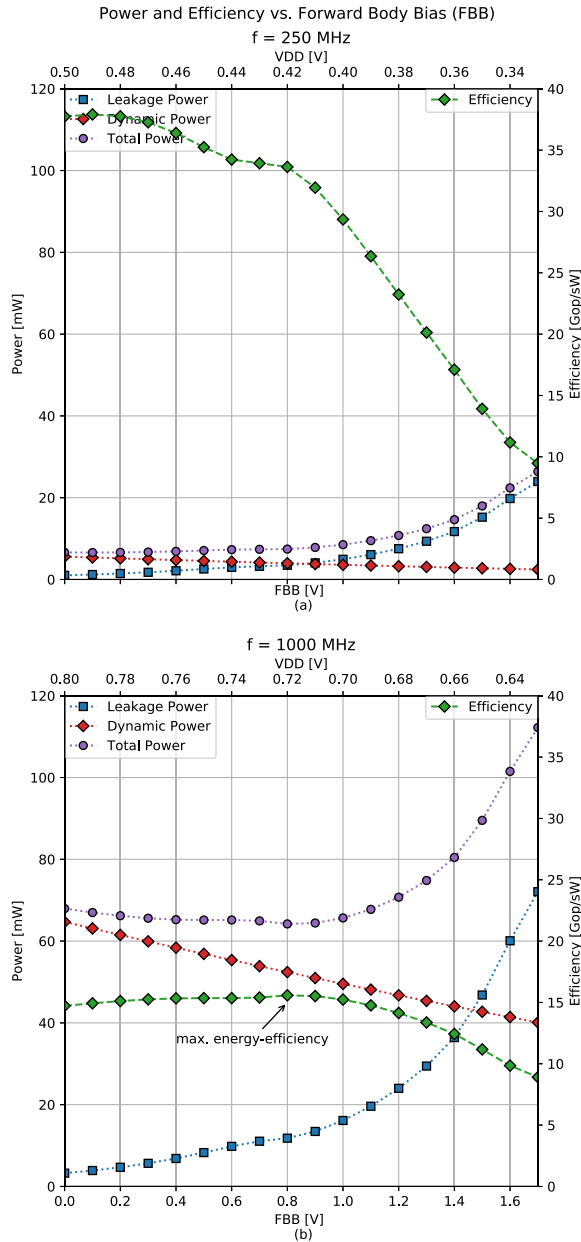 Power and Efficiency vs. Forward Body Bias (FBB)
f = 250 MHz
VDD [V]
0.50 0.48 0.46 0.44 0.42 0.40 0.38 0.36 0.34
120 40
Leakage Power Efficiency
Dynamic Power
Total Power
100 35
80 30
60 25
40 20
20 15
0 10
5
0
Power [mW]
Efficiency [Gop/sW]
FBB [V]
(a)
f = 1000 MHz
VDD [V]
0.80 0.78 0.76 0.74 0.72 0.70 0.68 0.66 0.64
120 40
Leakage Power Efficiency
Dynamic Power
Total Power
100 35
80 30
60 25
40 20
20 15
0 10
5
0
Power [mW]
Efficiency [Gop/sW]
max. energy-efficiency
0.0 0.2 0.4 0.6 0.8 1.0 1.2 1.4 1.6
FBB [V]
(b)